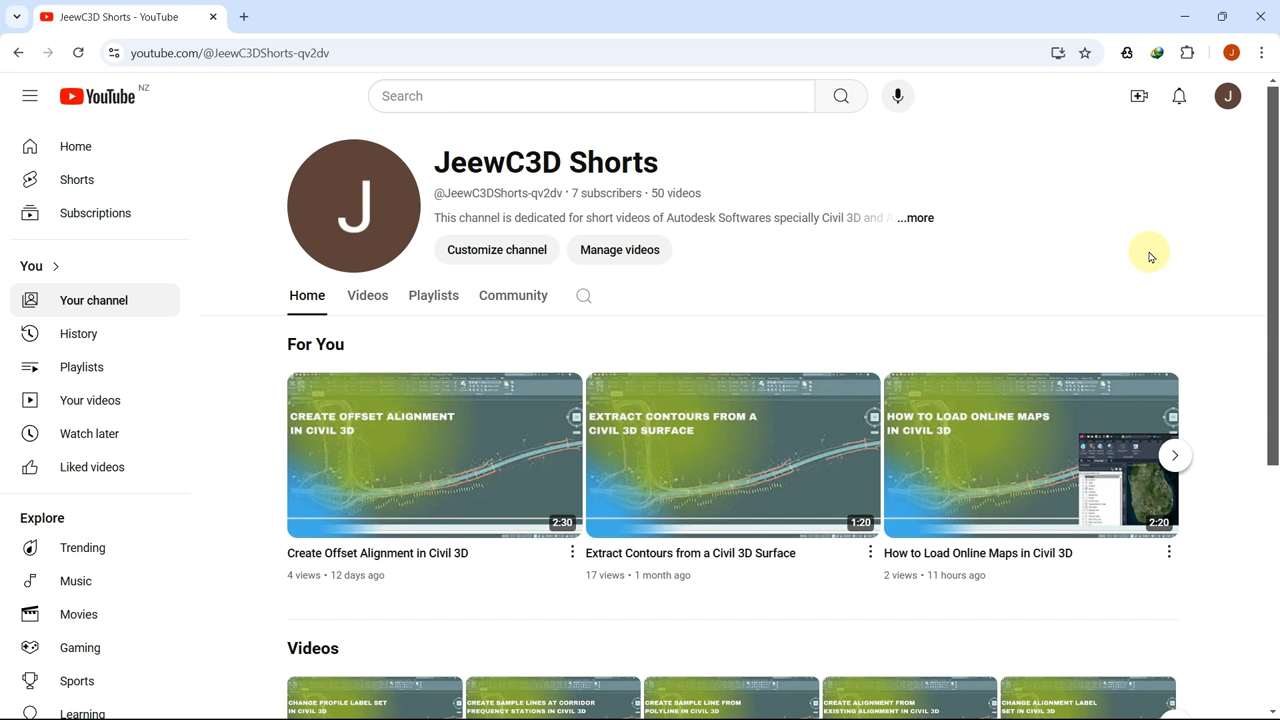 JeewC3D Shorts - YouTube
youtube.com/@JeewC3DShorts-qv2dv
J
YouTube NZ
Search
J
Home
Shorts
Subscriptions
You
Your channel
History
Playlists
Your videos
Watch later
Liked videos
Explore
Trending
Music
Movies
Gaming
Sports
Learning
J
JeewC3D Shorts
@JeewC3DShorts-qv2dv · 7 subscribers · 50 videos
This channel is dedicated for short videos of Autodesk Softwares specially Civil 3D and A ...more
Customize channel
Manage videos
Home
Videos
Playlists
Community
For You
CREATE OFFSET ALIGNMENT
IN CIVIL 3D
2:30
Create Offset Alignment in Civil 3D
4 views · 12 days ago
EXTRACT CONTOURS FROM A
CIVIL 3D SURFACE
1:20
Extract Contours from a Civil 3D Surface
17 views · 1 month ago
HOW TO LOAD ONLINE MAPS
IN CIVIL 3D
2:20
How to Load Online Maps in Civil 3D
2 views · 11 hours ago
Videos
CHANGE PROFILE LABEL SET
IN CIVIL 3D
CREATE SAMPLE LINES AT CORRIDOR
FREQUENCY STATIONS IN CIVIL 3D
CREATE SAMPLE LINE FROM
POLYLINE IN CIVIL 3D
CREATE ALIGNMENT FROM
EXISTING ALIGNMENT IN CIVIL 3D
CHANGE ALIGNMENT LABEL
SET IN CIVIL 3D